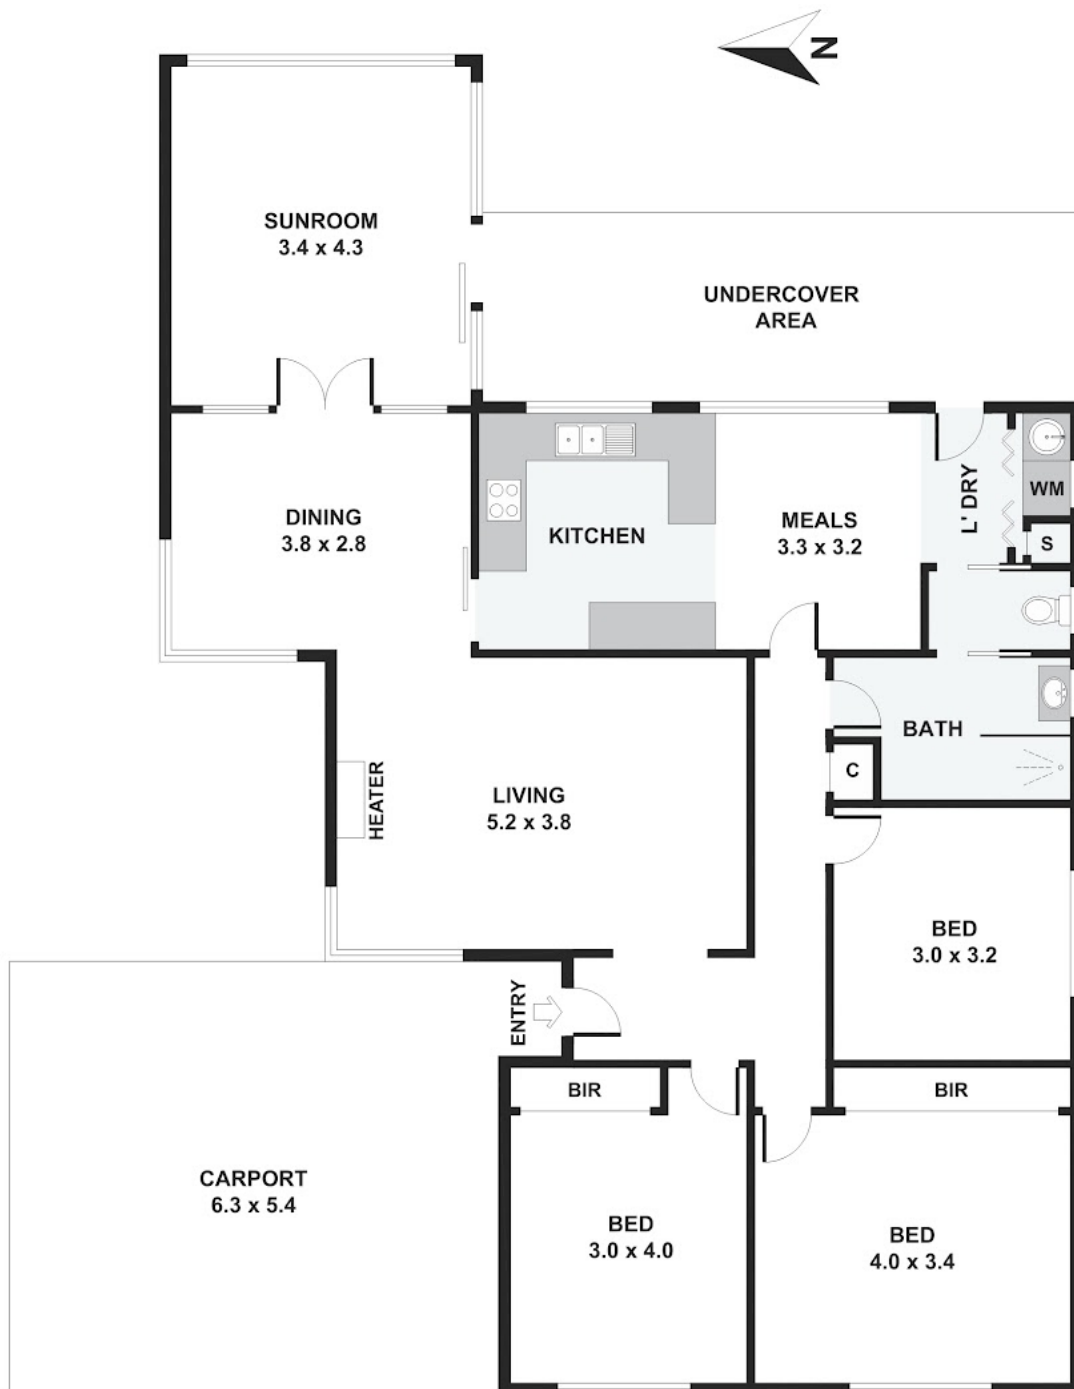 N
SUNROOM
3.4 x 4.3
UNDERCOVER
AREA
DINING
3.8 x 2.8
KITCHEN
MEALS
3.3 x 3.2
L' DRY
WM
S
BATH
C
LIVING
5.2 x 3.8
HEATER
BED
3.0 x 3.2
ENTRY
BIR
BIR
CARPORT
6.3 x 5.4
BED
3.0 x 4.0
BED
4.0 x 3.4